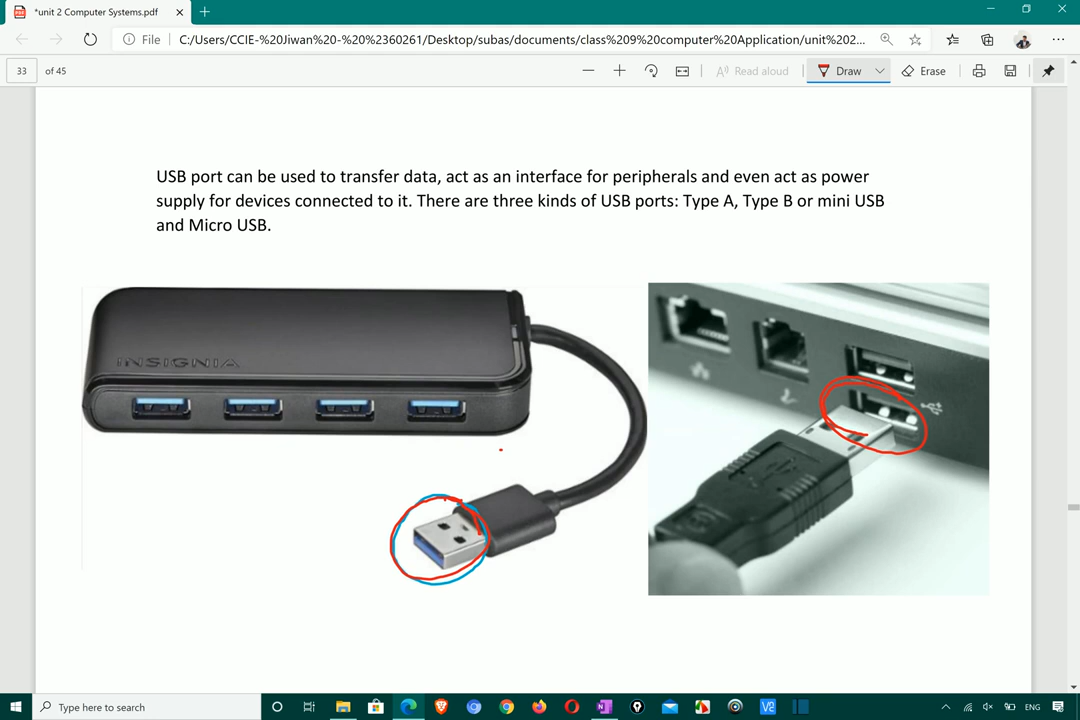 *unit 2 Computer Systems.pdf
File
C:/Users/CCIE-%20Jiwan%20-%20%2360261/Desktop/subas/documents/class%209%20computer%20Application/unit%202...
33 of 45
Read aloud
Draw
Erase
USB port can be used to transfer data, act as an interface for peripherals and even act as power
supply for devices connected to it. There are three kinds of USB ports: Type A, Type B or mini USB
and Micro USB.
INSIGNIA
Type here to search
V2
ENG